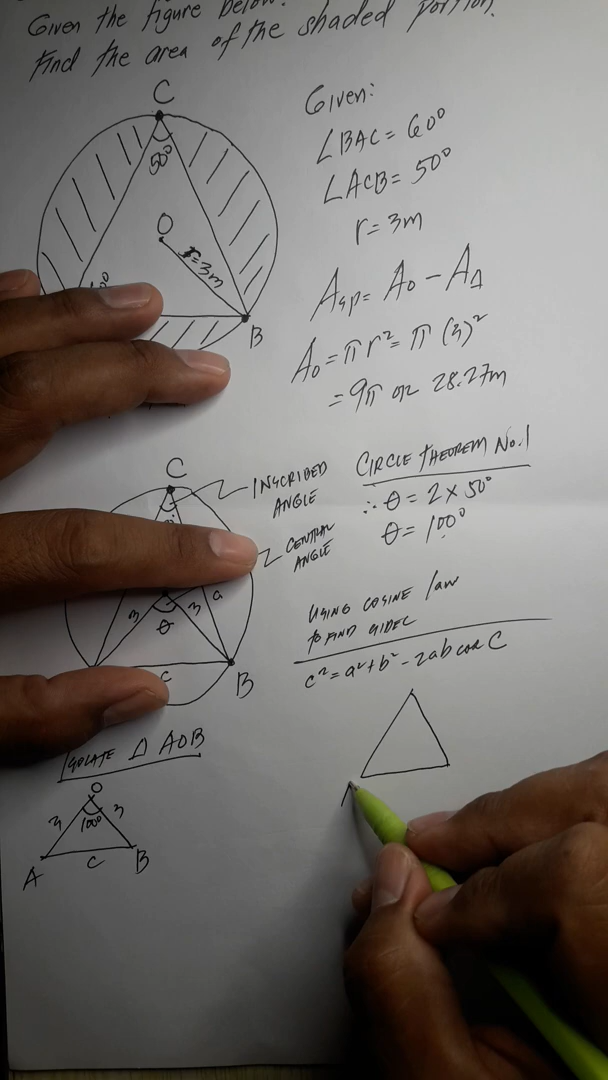 Given the figure below.
Find the area of the shaded portion.
C
50°
O
r=3m
B
Given:
∠BAC = 60°
∠ACB = 50°
r = 3m
Asp = Ao - A△
Ao = πr² = π (3)²
= 9π or 28.27m
C
INSCRIBED
ANGLE
CENTRAL
ANGLE
3
θ
3
a
c
B
CIRCLE THEOREM No.1
∴ θ = 2 x 50°
θ = 100°
USING COSINE law
TO FIND SIDE C
c² = a² + b² - 2ab cos C
ISOLATE △ AOB
O
3
100°
3
A
C
B